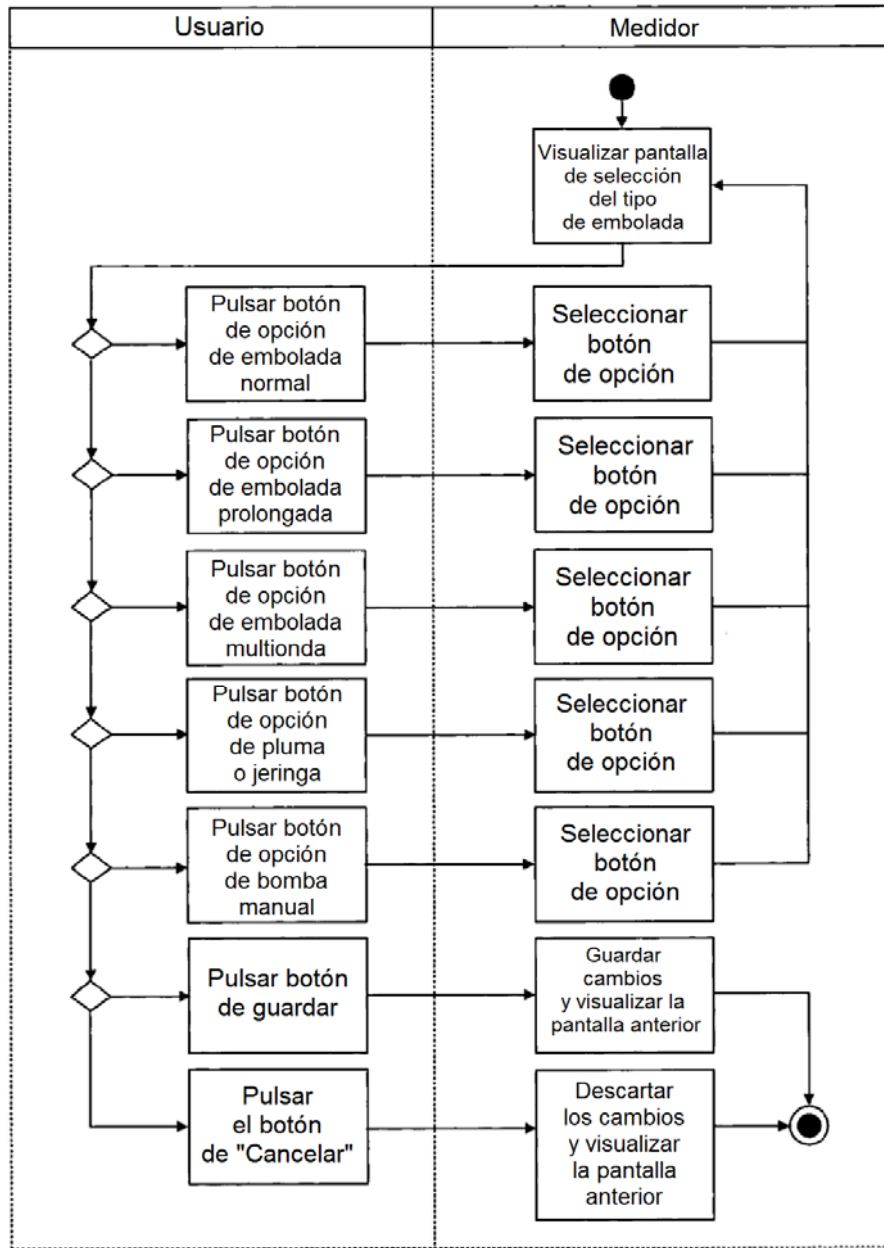 Usuario
Medidor
Visualizar pantalla
de selección
del tipo
de embolada
Pulsar botón
de opción
de embolada
normal
Seleccionar
botón
de opción
Pulsar botón
de opción
de embolada
prolongada
Seleccionar
botón
de opción
Pulsar botón
de opción
de embolada
multionda
Seleccionar
botón
de opción
Pulsar botón
de opción
de pluma
o jeringa
Seleccionar
botón
de opción
Pulsar botón
de opción
de bomba
manual
Seleccionar
botón
de opción
Pulsar botón
de guardar
Guardar
cambios
y visualizar la
pantalla anterior
Pulsar
el botón
de "Cancelar"
Descartar
los cambios
y visualizar
la pantalla
anterior